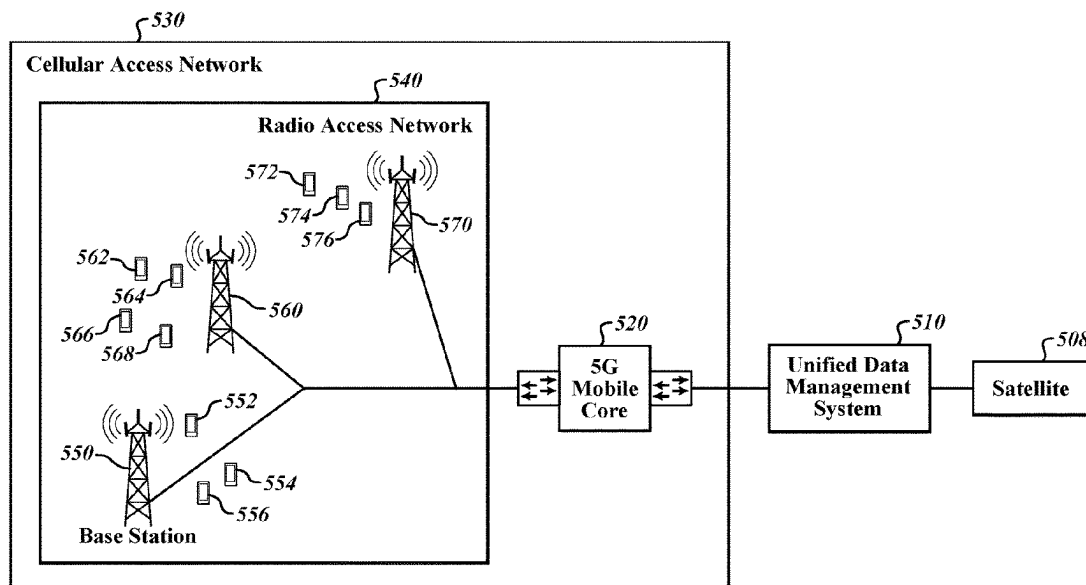 530
Cellular Access Network
540
Radio Access Network
572
574
576
570
562
564
566
568
560
552
550
554
556
Base Station
520
5G
Mobile
Core
510
Unified Data
Management
System
508
Satellite